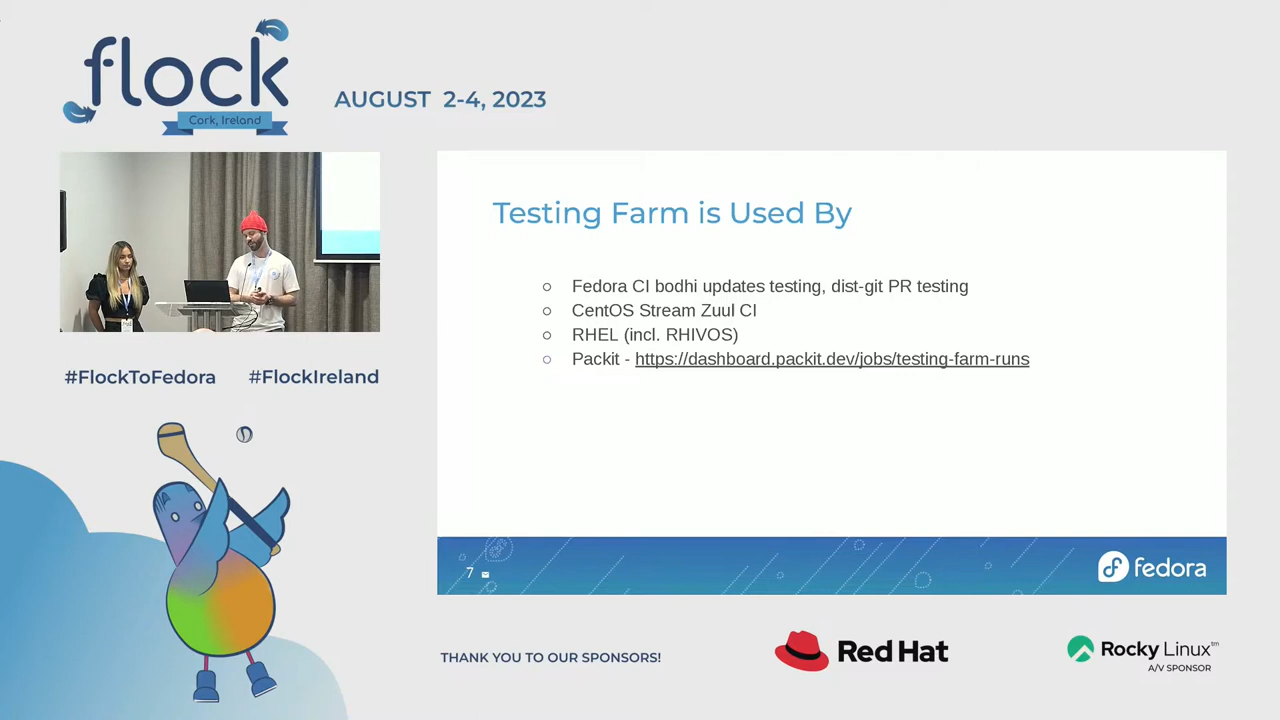 flock
Cork, Ireland
AUGUST 2-4, 2023
Testing Farm is Used By
○ Fedora CI bodhi updates testing, dist-git PR testing
○ CentOS Stream Zuul CI
○ RHEL (incl. RHIVOS)
○ Packit - https://dashboard.packit.dev/jobs/testing-farm-runs
#FlockToFedora #FlockIreland
7
fedora
THANK YOU TO OUR SPONSORS!
Red Hat
Rocky Linux™
A/V SPONSOR